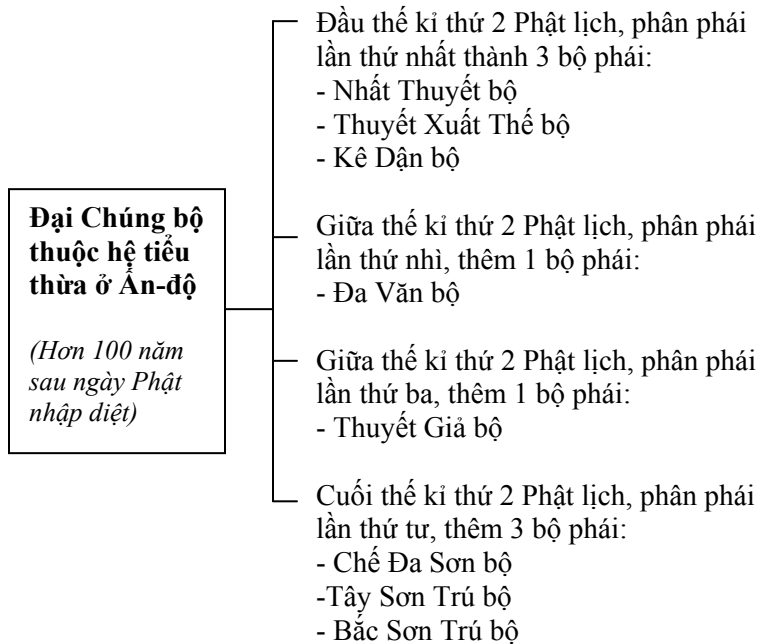 Đại Chúng bộ
thuộc hệ tiểu
thừa ở Ấn-độ
(Hơn 100 năm
sau ngày Phật
nhập diệt)
Đầu thế kỉ thứ 2 Phật lịch, phân phái
lần thứ nhất thành 3 bộ phái:
- Nhất Thuyết bộ
- Thuyết Xuất Thế bộ
- Kê Dận bộ
Giữa thế kỉ thứ 2 Phật lịch, phân phái
lần thứ nhì, thêm 1 bộ phái:
- Đa Văn bộ
Giữa thế kỉ thứ 2 Phật lịch, phân phái
lần thứ ba, thêm 1 bộ phái:
- Thuyết Giả bộ
Cuối thế kỉ thứ 2 Phật lịch, phân phái
lần thứ tư, thêm 3 bộ phái:
- Chế Đa Sơn bộ
-Tây Sơn Trú bộ
- Bắc Sơn Trú bộ